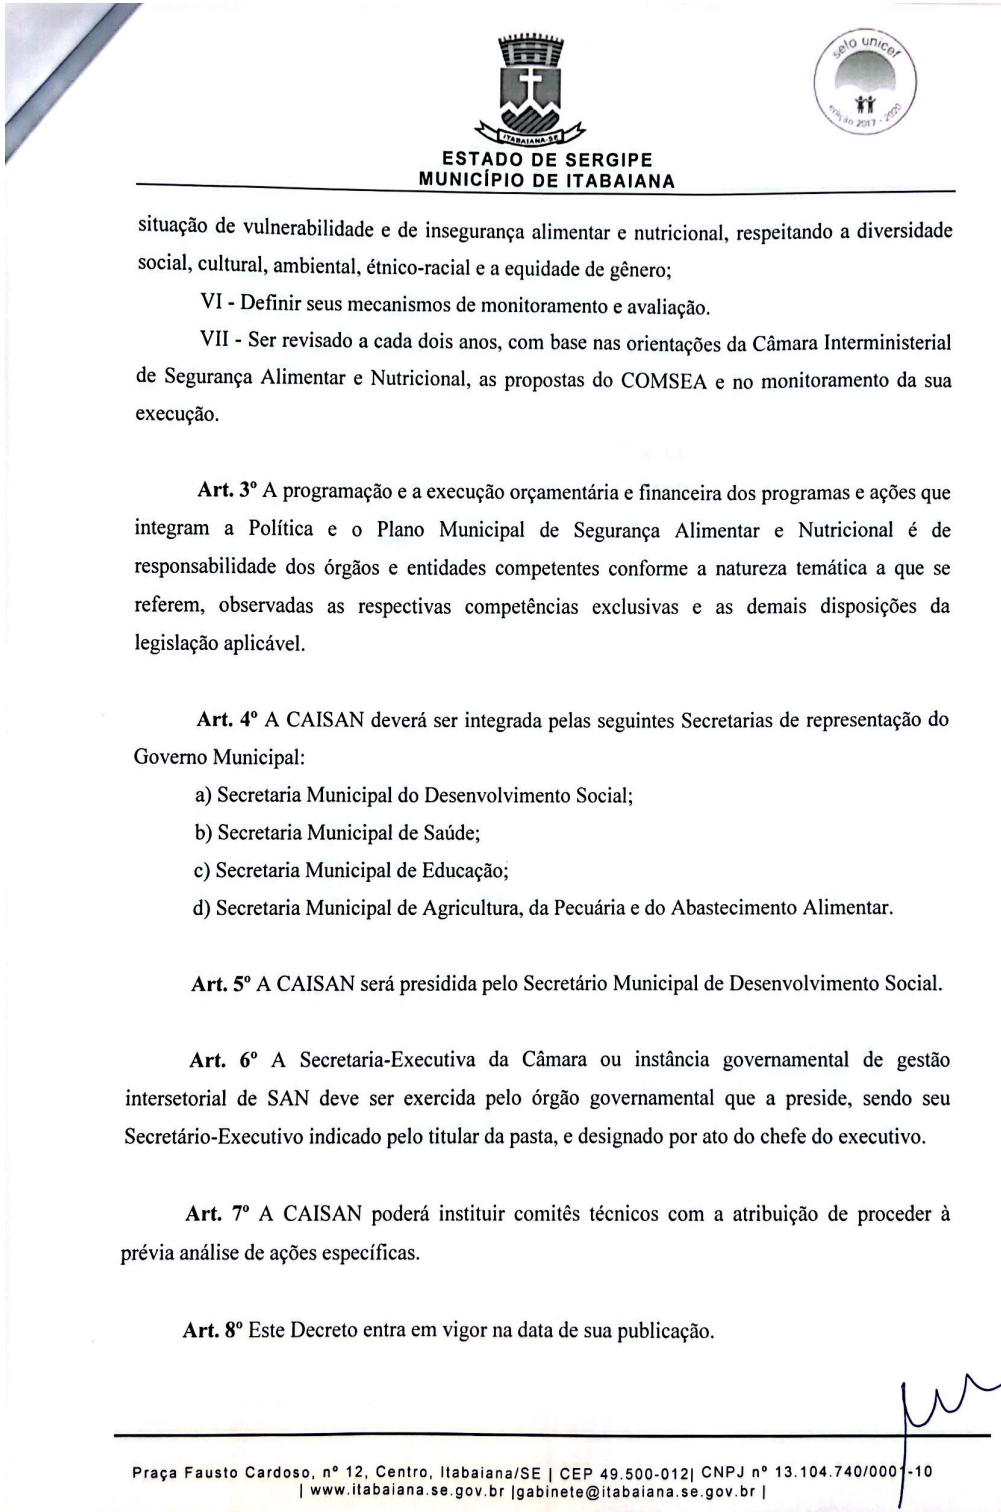 selo unicef
edição 2017 - 2020
ITABAIANA-SE
ESTADO DE SERGIPE
MUNICÍPIO DE ITABAIANA
situação de vulnerabilidade e de insegurança alimentar e nutricional, respeitando a diversidade
social, cultural, ambiental, étnico-racial e a equidade de gênero;
VI - Definir seus mecanismos de monitoramento e avaliação.
VII - Ser revisado a cada dois anos, com base nas orientações da Câmara Interministerial
de Segurança Alimentar e Nutricional, as propostas do COMSEA e no monitoramento da sua
execução.
Art. 3º A programação e a execução orçamentária e financeira dos programas e ações que
integram a Política e o Plano Municipal de Segurança Alimentar e Nutricional é de
responsabilidade dos órgãos e entidades competentes conforme a natureza temática a que se
referem, observadas as respectivas competências exclusivas e as demais disposições da
legislação aplicável.
Art. 4º A CAISAN deverá ser integrada pelas seguintes Secretarias de representação do
Governo Municipal:
a) Secretaria Municipal do Desenvolvimento Social;
b) Secretaria Municipal de Saúde;
c) Secretaria Municipal de Educação;
d) Secretaria Municipal de Agricultura, da Pecuária e do Abastecimento Alimentar.
Art. 5º A CAISAN será presidida pelo Secretário Municipal de Desenvolvimento Social.
Art. 6º A Secretaria-Executiva da Câmara ou instância governamental de gestão
intersetorial de SAN deve ser exercida pelo órgão governamental que a preside, sendo seu
Secretário-Executivo indicado pelo titular da pasta, e designado por ato do chefe do executivo.
Art. 7º A CAISAN poderá instituir comitês técnicos com a atribuição de proceder à
prévia análise de ações específicas.
Art. 8º Este Decreto entra em vigor na data de sua publicação.
Praça Fausto Cardoso, nº 12, Centro, Itabaiana/SE | CEP 49.500-012| CNPJ nº 13.104.740/0001-10
| www.itabaiana.se.gov.br |gabinete@itabaiana.se.gov.br |